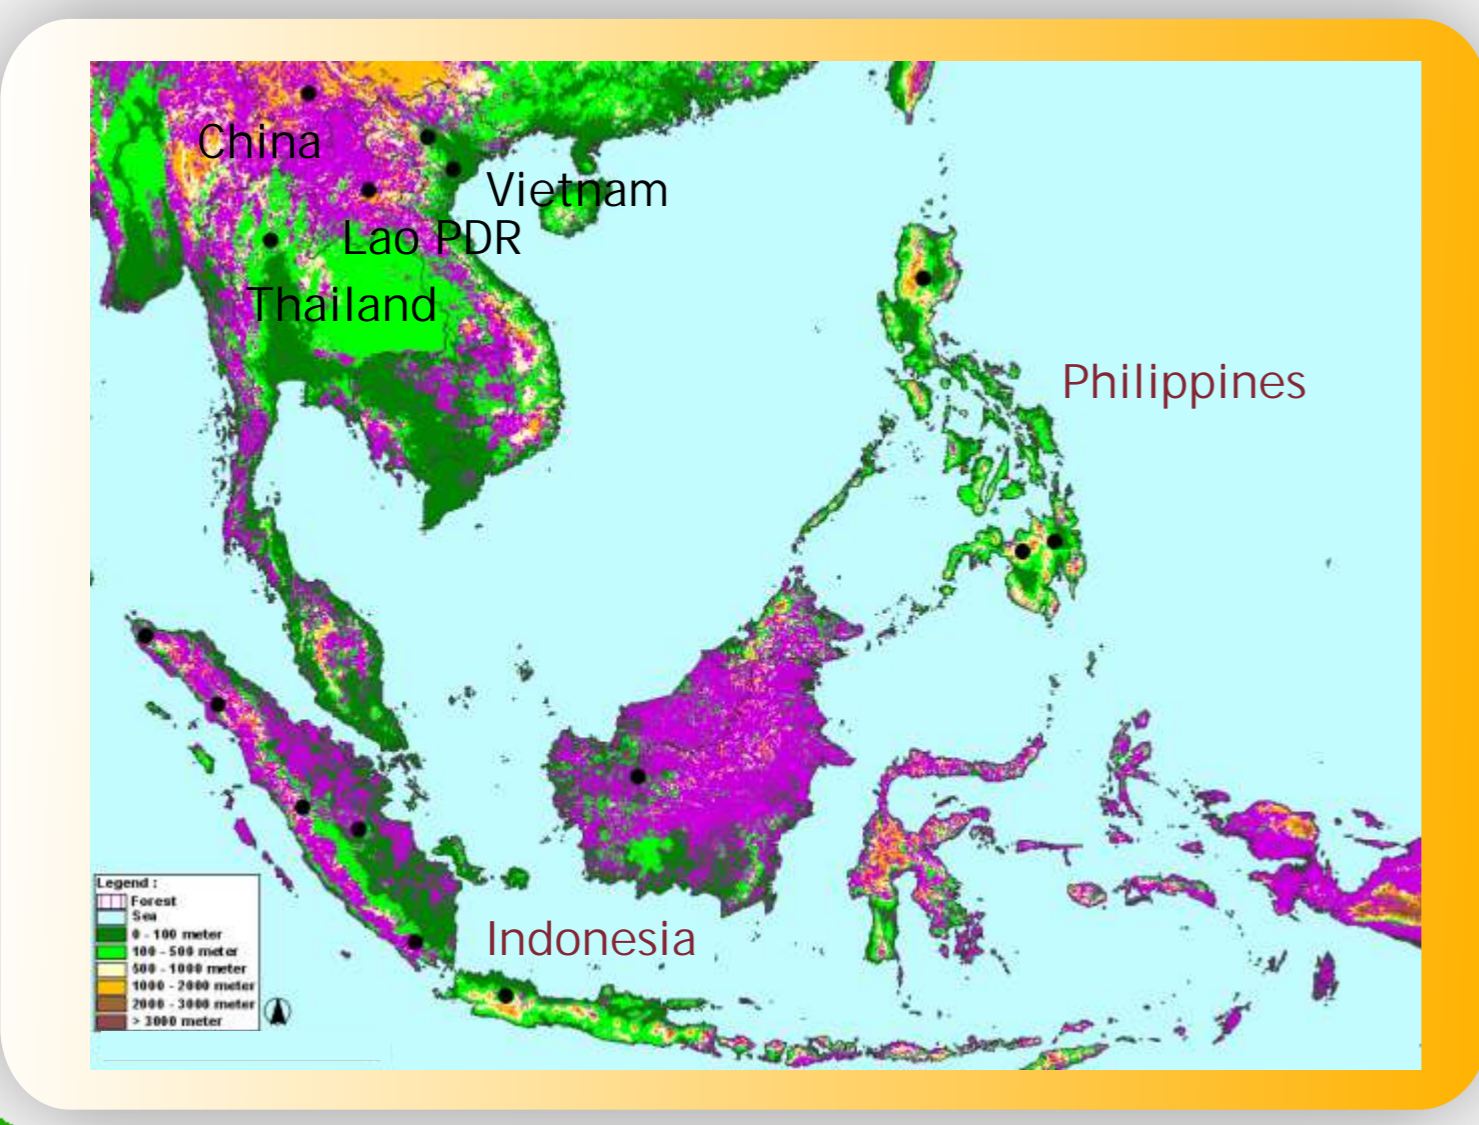 China
Vietnam
Lao PDR
Thailand
Philippines
Indonesia
Legend :
Forest
Sea
0 - 100 meter
100 - 500 meter
500 - 1000 meter
1000 - 2000 meter
2000 - 3000 meter
> 3000 meter